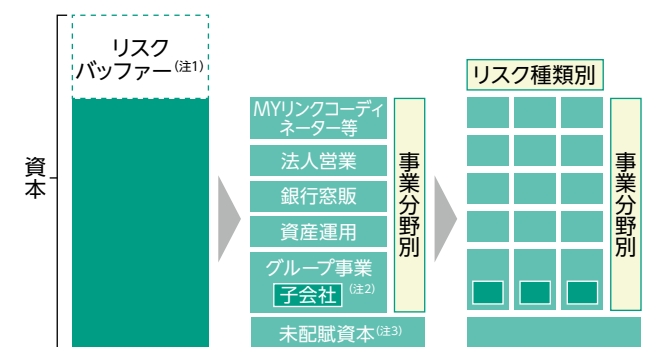 リスク
バッファー(注1)
資本
MYリンクコーディ
ネーター等
法人営業
銀行窓販
資産運用
グループ事業
子会社(注2)
未配賦資本(注3)
事業分野別
リスク種類別
事業分野別